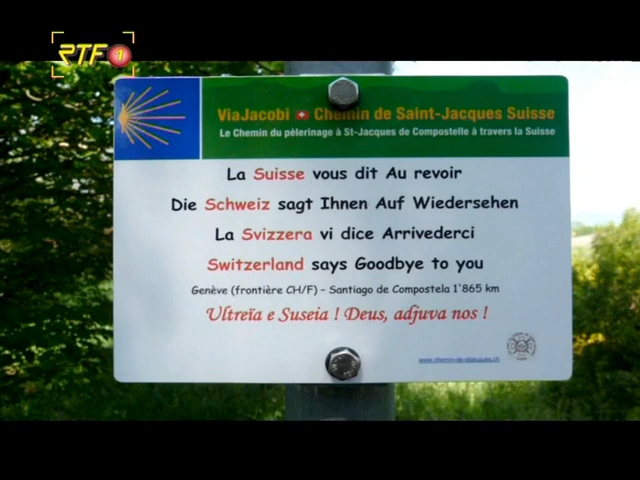 RTF 1
ViaJacobi Chemin de Saint-Jacques Suisse
Le Chemin du pèlerinage à St-Jacques de Compostelle à travers la Suisse
La Suisse vous dit Au revoir
Die Schweiz sagt Ihnen Auf Wiedersehen
La Svizzera vi dice Arrivederci
Switzerland says Goodbye to you
Genève (frontière CH/F) – Santiago de Compostela 1'865 km
Ultreïa e Suseia ! Deus, adjuva nos !
www.chemin-de-stjacques.ch